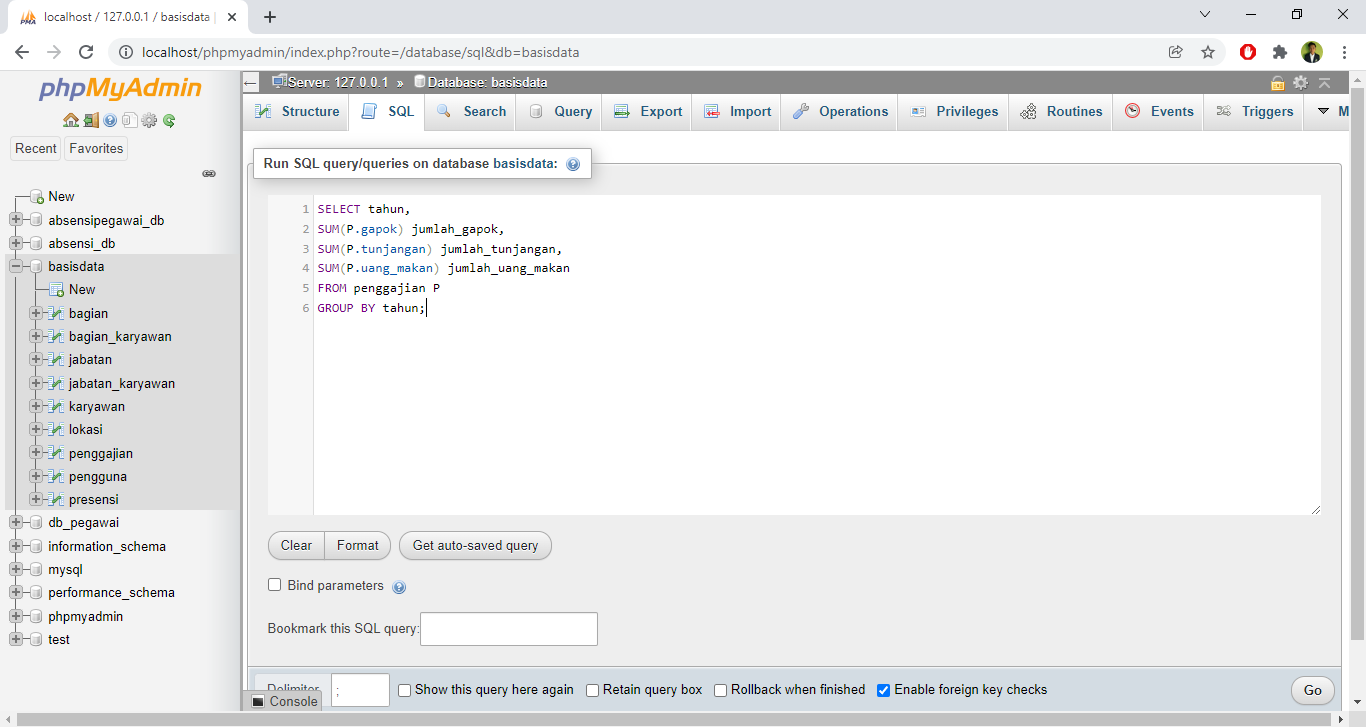 localhost / 127.0.0.1 / basisdata
localhost/phpmyadmin/index.php?route=/database/sql&db=basisdata
phpMyAdmin
Recent Favorites
New
absensipegawai_db
absensi_db
basisdata
New
bagian
bagian_karyawan
jabatan
jabatan_karyawan
karyawan
lokasi
penggajian
pengguna
presensi
db_pegawai
information_schema
mysql
performance_schema
phpmyadmin
test
Server: 127.0.0.1 » Database: basisdata
Structure SQL Search Query Export Import Operations Privileges Routines Events Triggers M
Run SQL query/queries on database basisdata:
1 SELECT tahun,
2 SUM(P.gapok) jumlah_gapok,
3 SUM(P.tunjangan) jumlah_tunjangan,
4 SUM(P.uang_makan) jumlah_uang_makan
5 FROM penggajian P
6 GROUP BY tahun;
Clear Format Get auto-saved query
Bind parameters
Bookmark this SQL query:
Delimiter ; Show this query here again Retain query box Rollback when finished Enable foreign key checks Go
Console